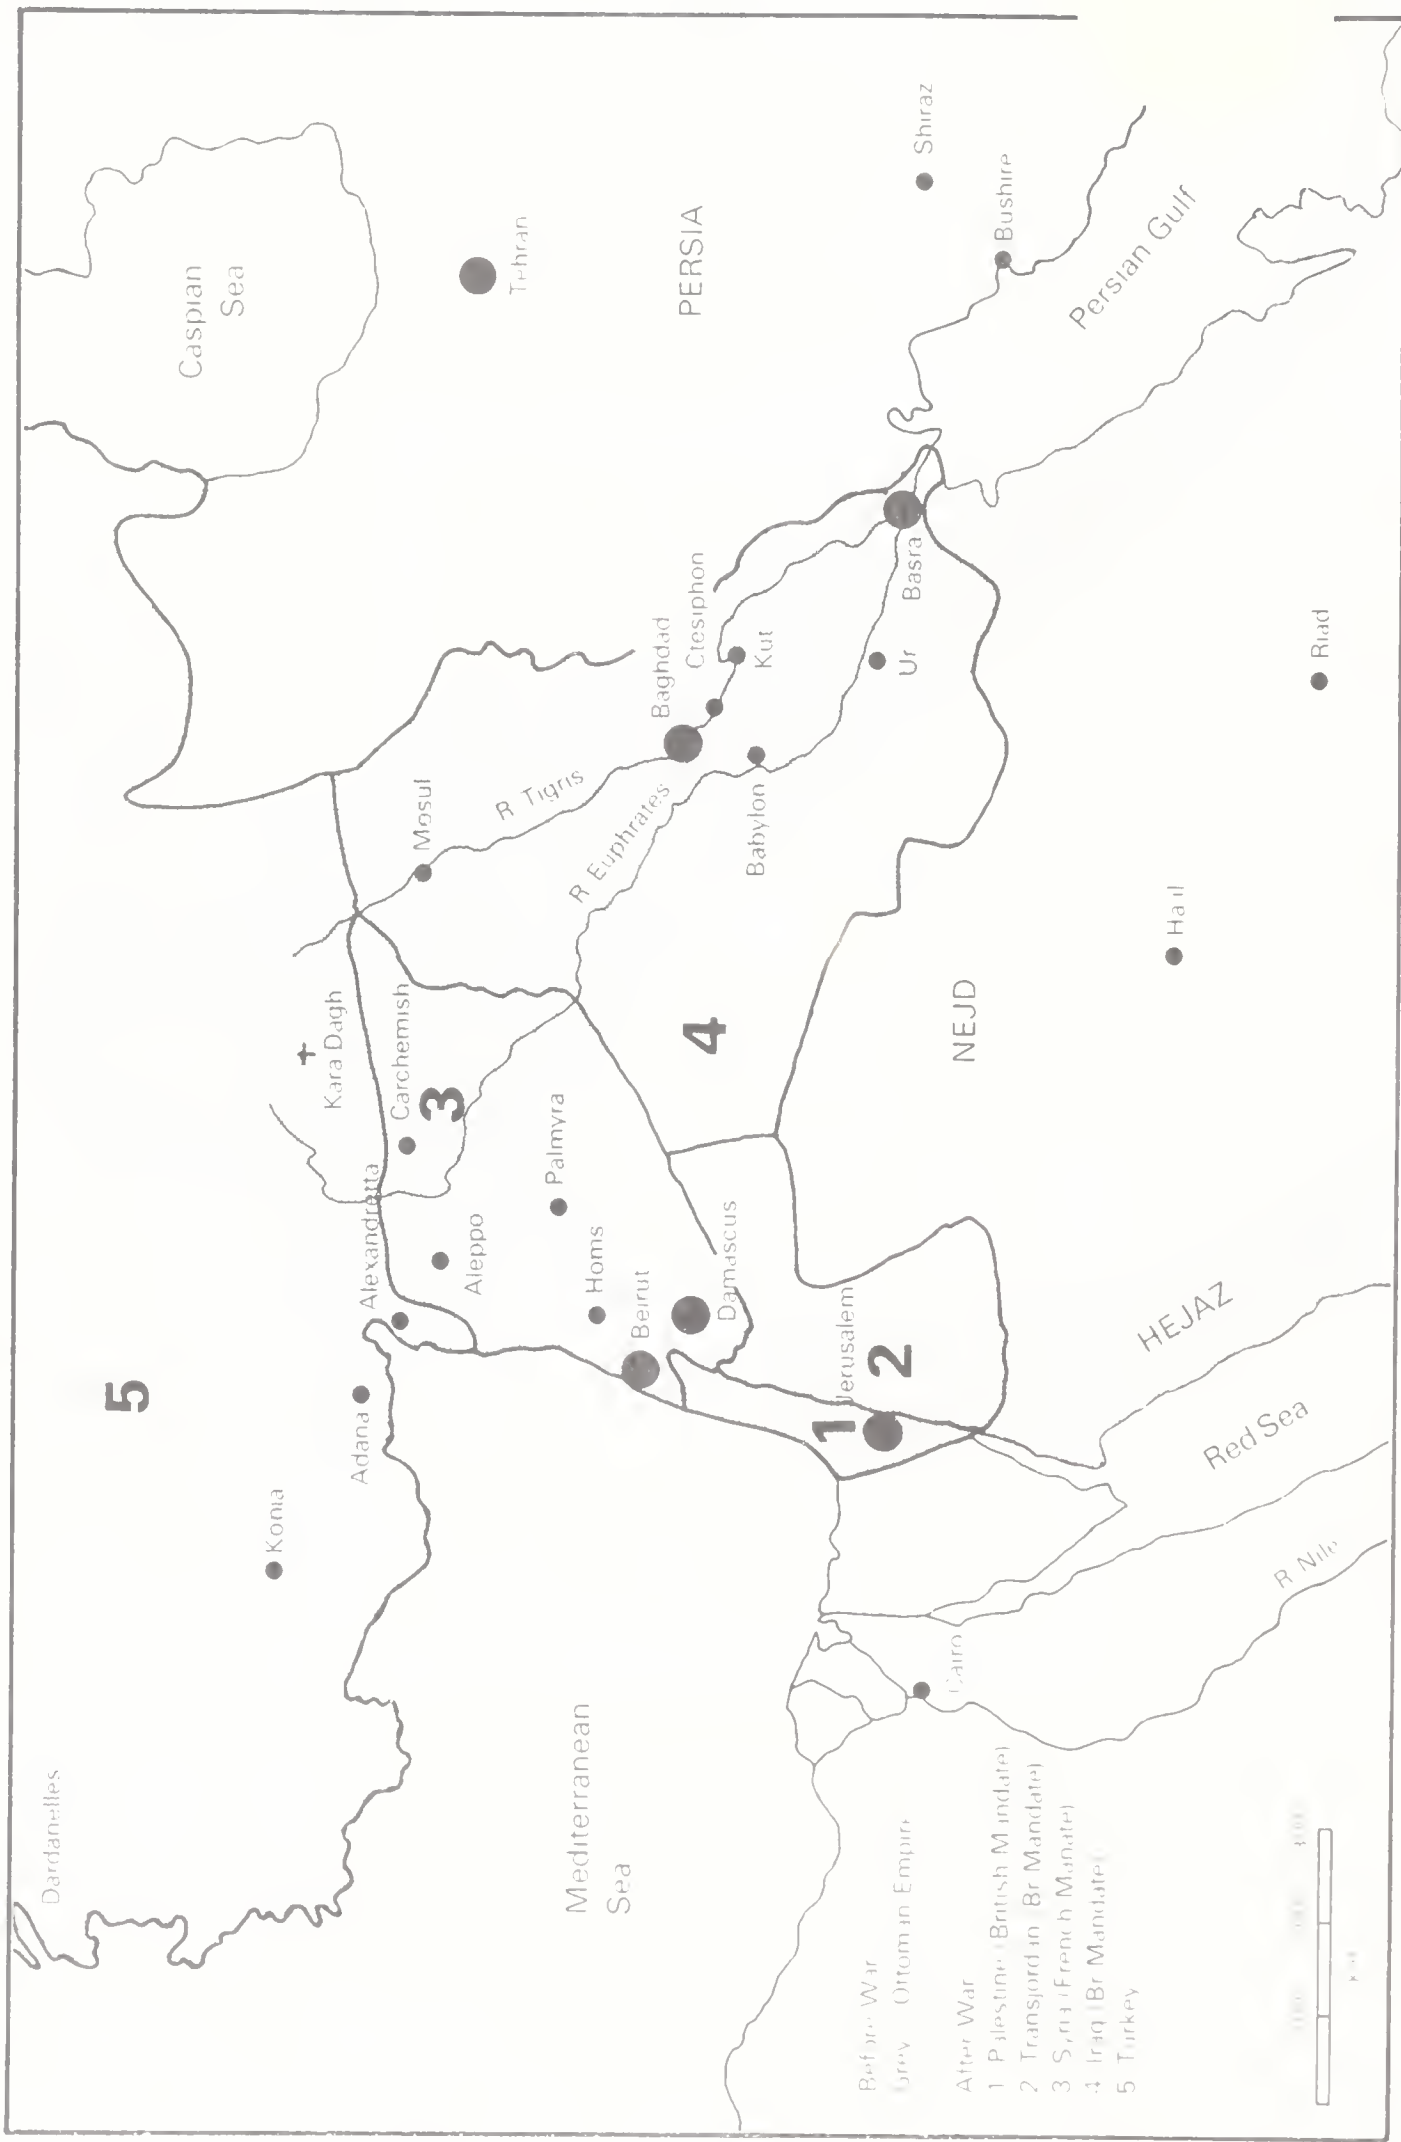 Dardanelles
5
Konia
Adana
Alexandretta
Kara Dagh
Carchemish
3
Aleppo
Palmyra
Homs
Beirut
Damascus
Mosul
R Tigris
R Euphrates
Baghdad
Ctesiphon
Kut
Babylon
Ur
Basra
4
Caspian
Sea
Tehran
PERSIA
Shiraz
Bushire
Persian Gulf
Mediterranean
Sea
Jerusalem
1
2
NEJD
Hail
Riad
HEJAZ
Red Sea
R Nile
Cairo
Before War
Grey Ottoman Empire
After War
1 Palestine (British Mandate)
2 Transjordan (Br Mandate)
3 Syria (French Manate)
4 Iraq (Br Mandate)
5 Turkey